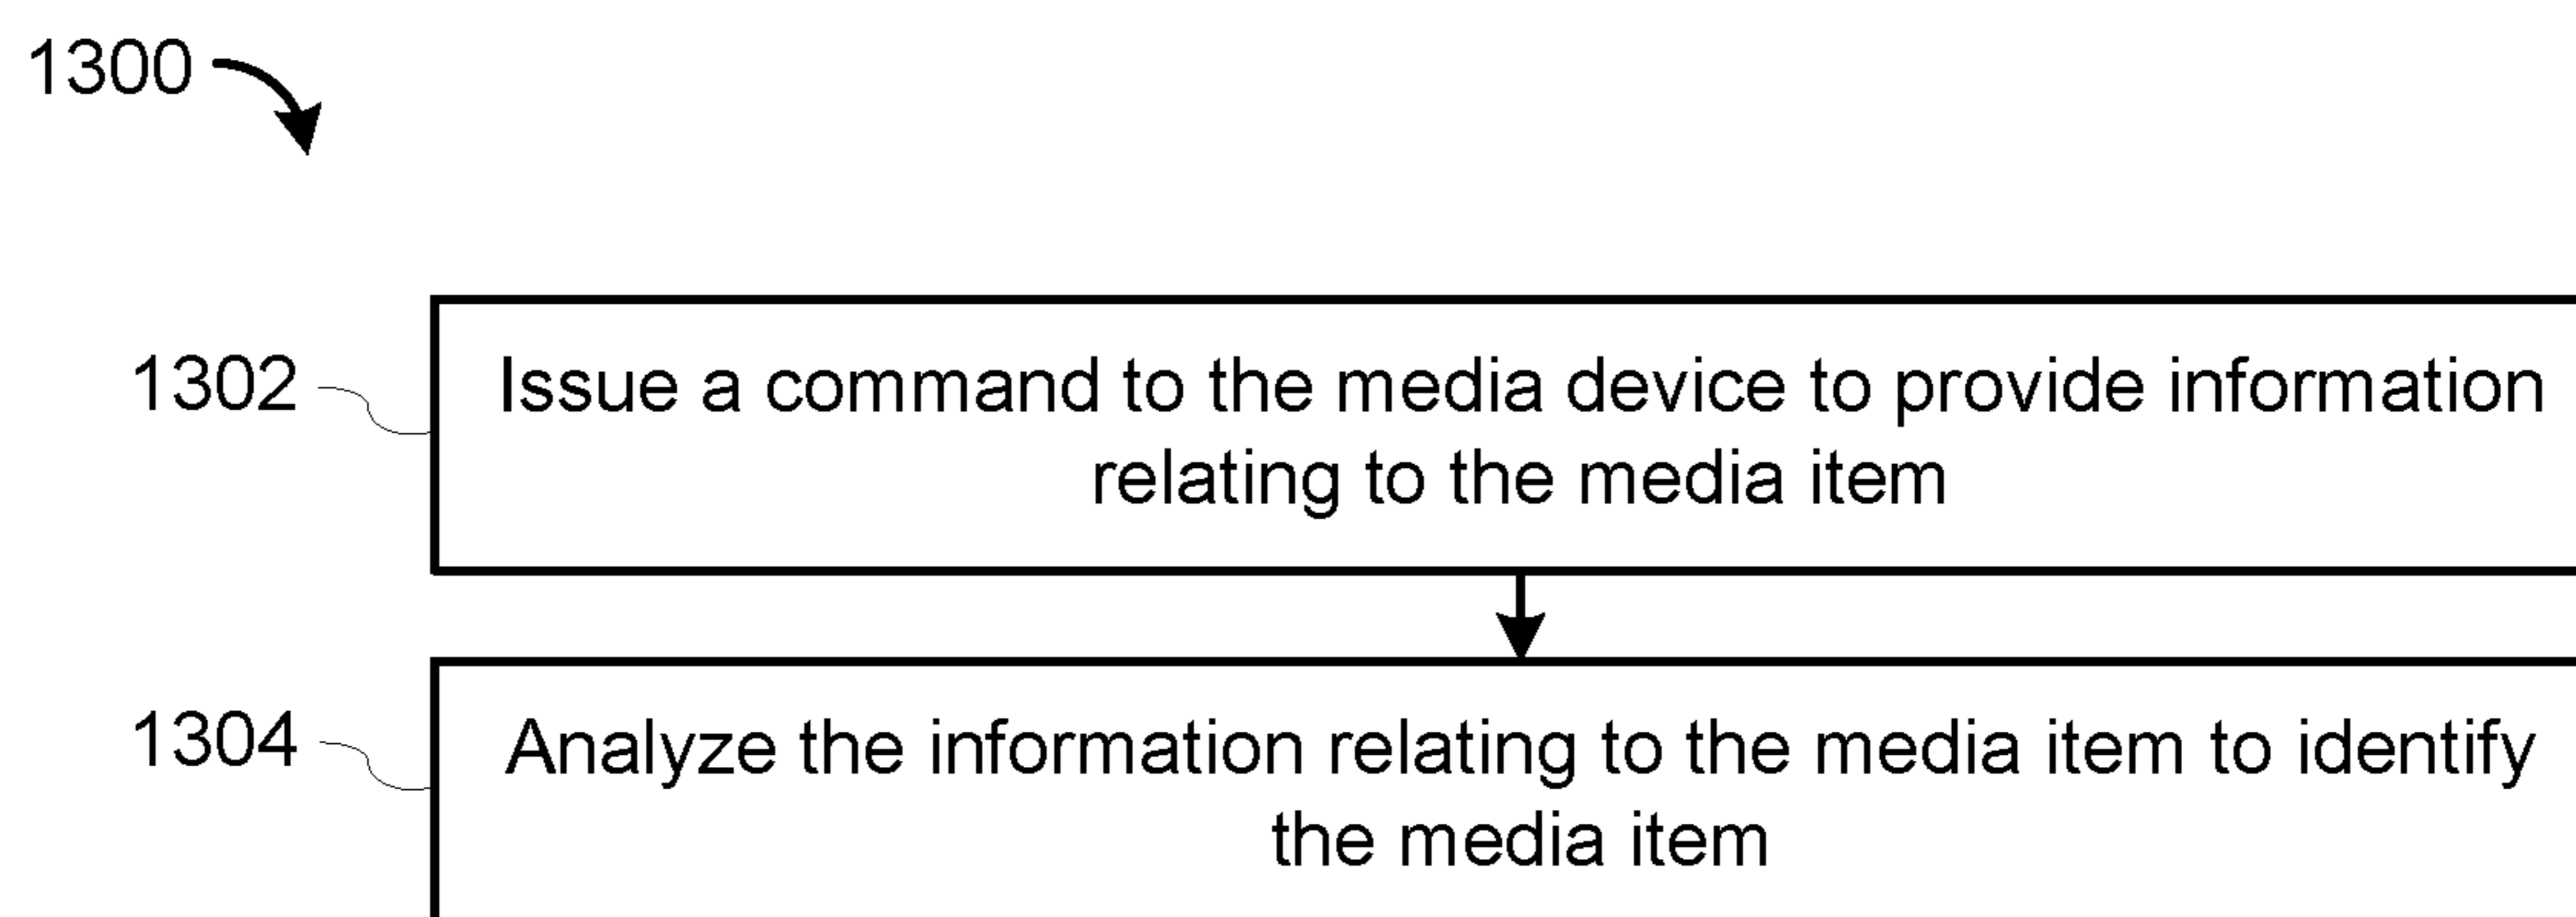 1300
1302
Issue a command to the media device to provide information
relating to the media item
1304
Analyze the information relating to the media item to identify
the media item